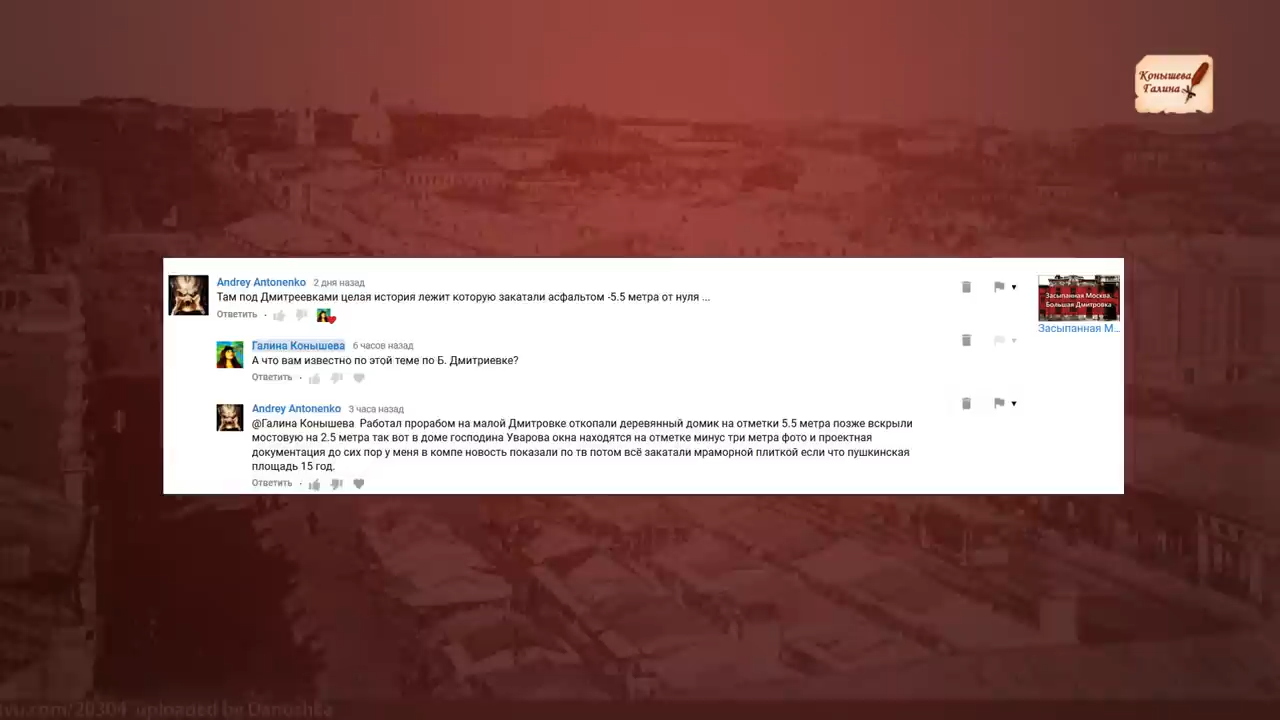 Конышева
Галина
Andrey Antonenko 2 дня назад
Там под Дмитреевками целая история лежит которую закатали асфальтом -5.5 метра от нуля ...
Ответить ·
Засыпанная Москва.
Большая Дмитровка
Засыпанная М...
Галина Конышева 6 часов назад
А что вам известно по этой теме по Б. Дмитриевке?
Ответить ·
Andrey Antonenko 3 часа назад
@Галина Конышева Работал прорабом на малой Дмитровке откопали деревянный домик на отметки 5.5 метра позже вскрыли
мостовую на 2.5 метра так вот в доме господина Уварова окна находятся на отметке минус три метра фото и проектная
документация до сих пор у меня в компе новость показали по тв потом всё закатали мраморной плиткой если что пушкинская
площадь 15 год.
Ответить ·
uploaded by Danushka